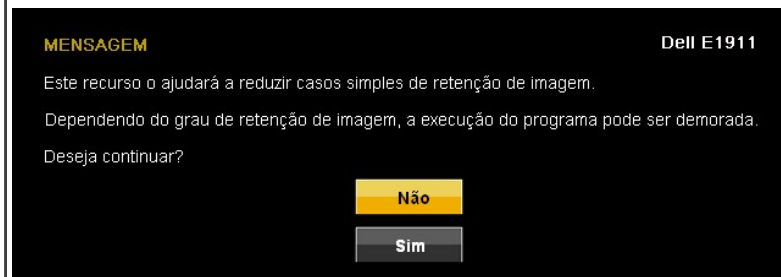 MENSAGEM
Dell E1911
Este recurso o ajudará a reduzir casos simples de retenção de imagem.
Dependendo do grau de retenção de imagem, a execução do programa pode ser demorada.
Deseja continuar?
Não
Sim